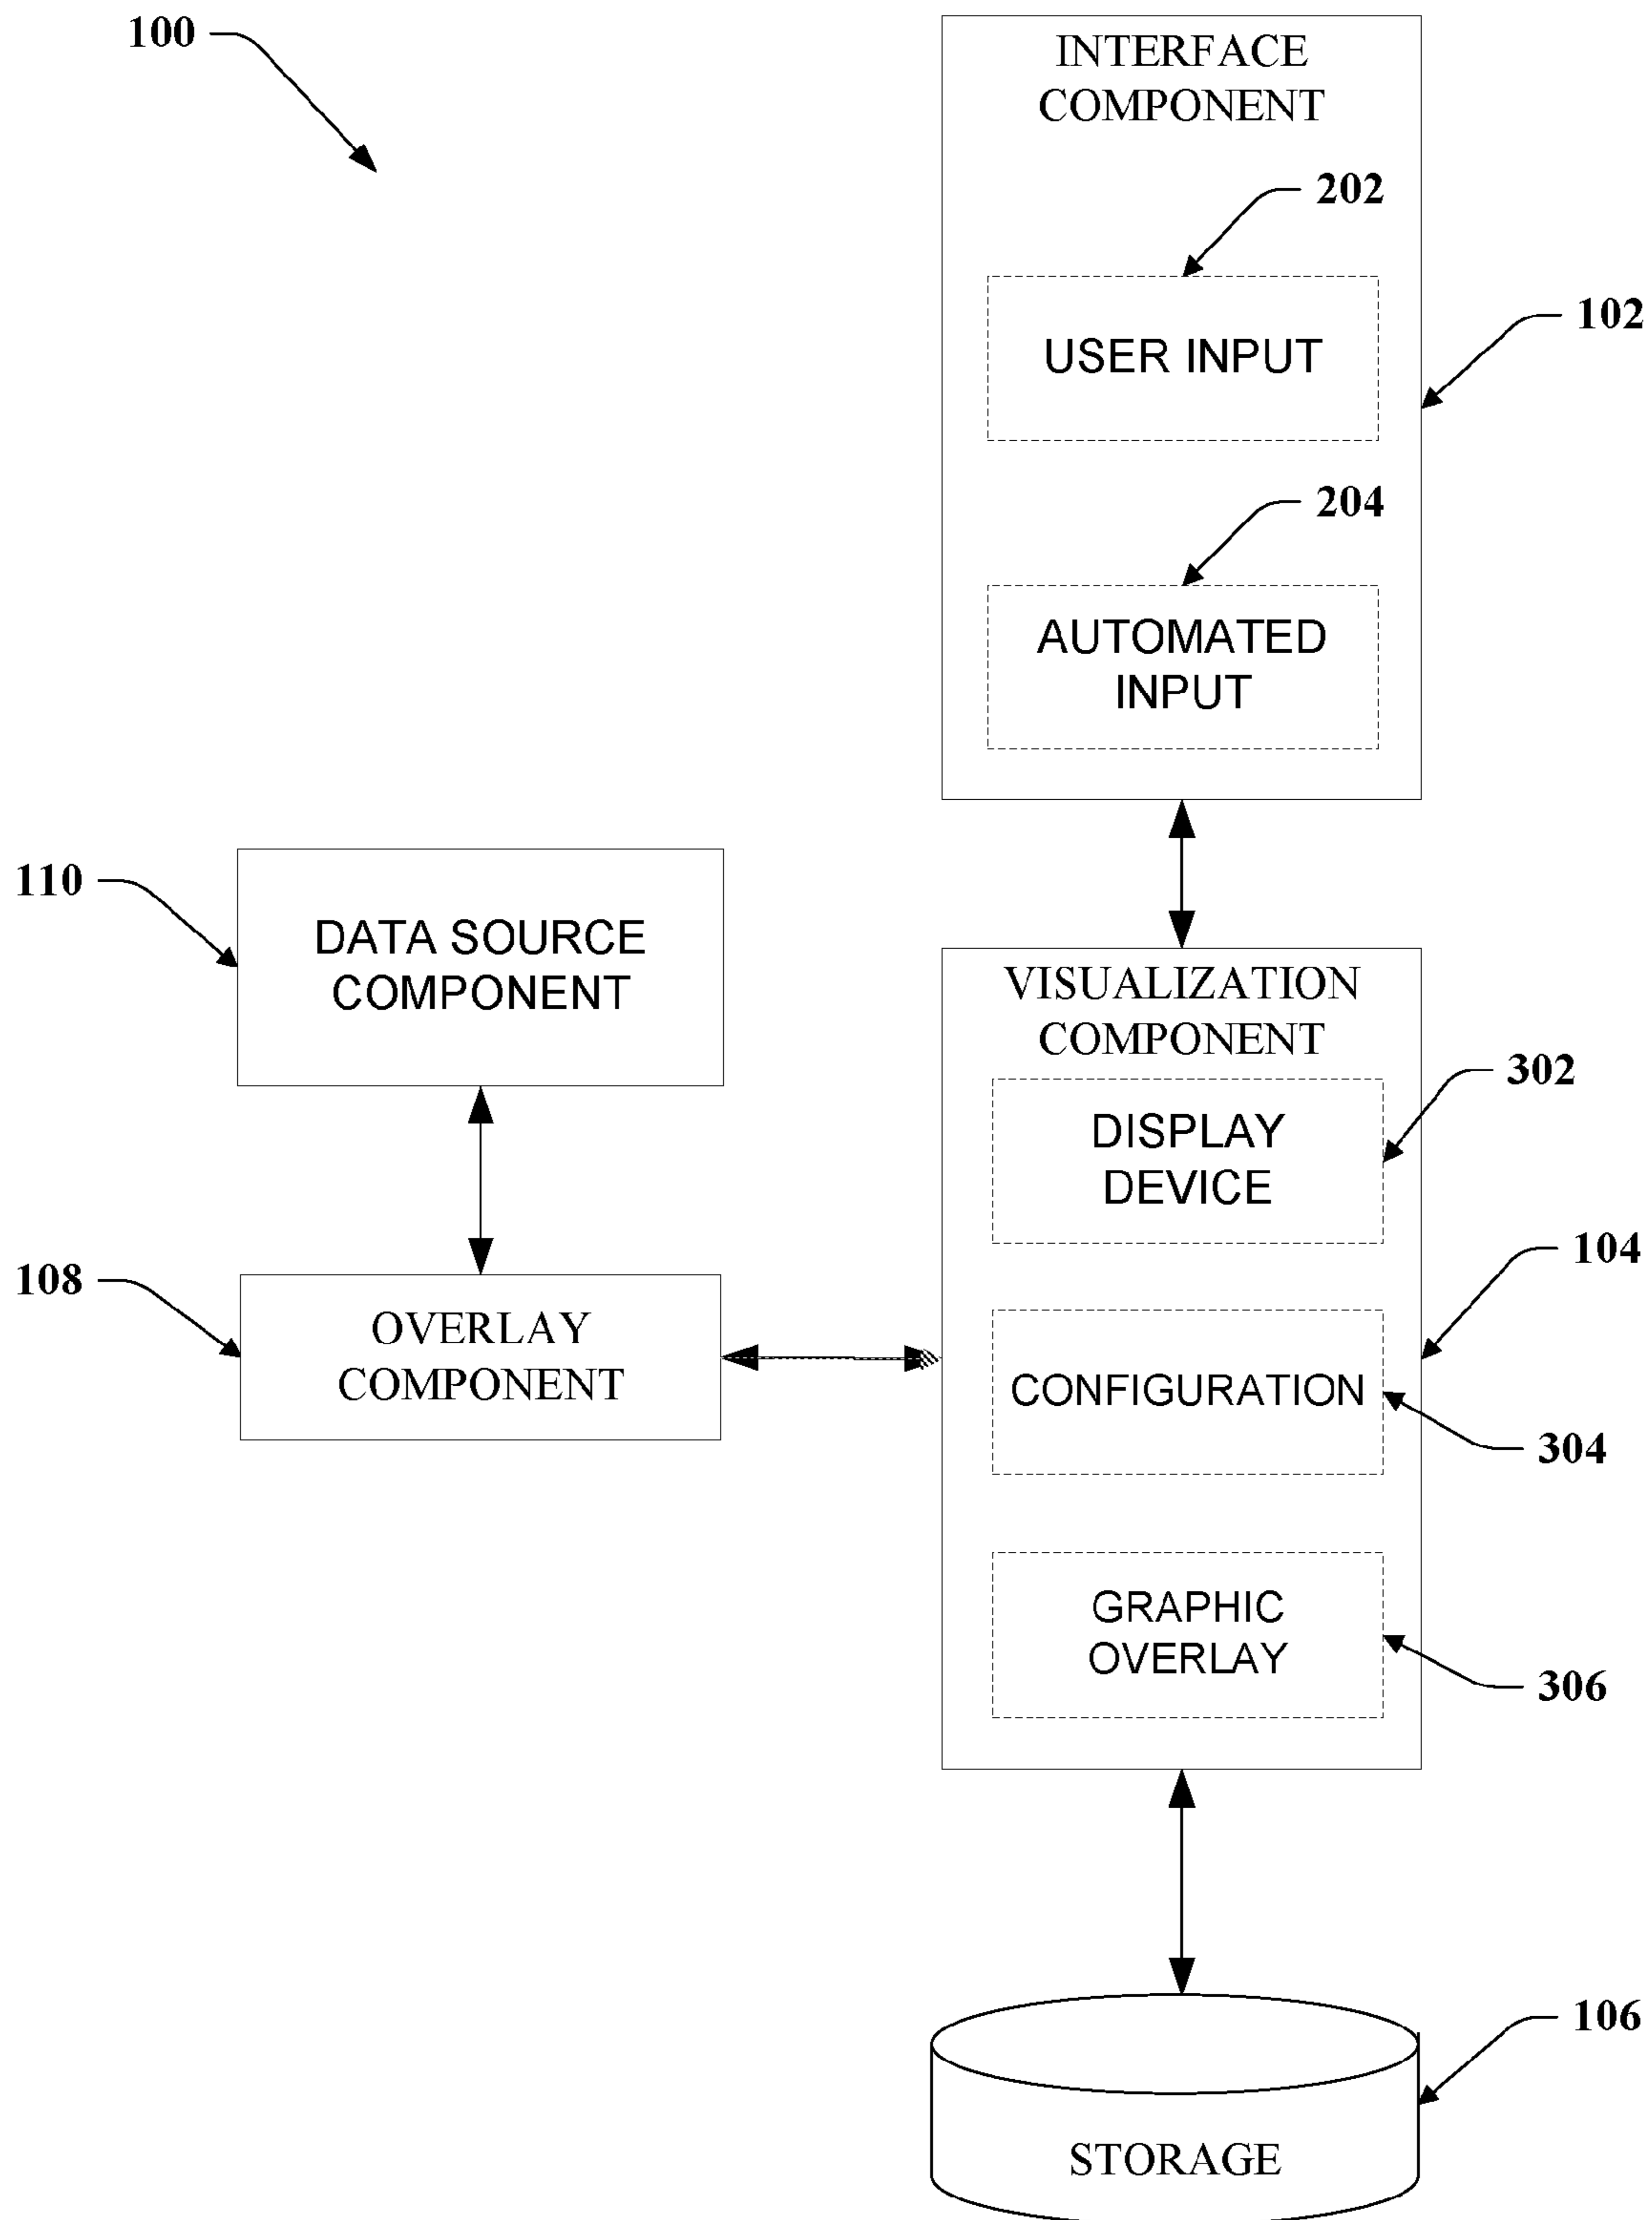 100
INTERFACE
COMPONENT
202
USER INPUT
102
204
AUTOMATED
INPUT
110
DATA SOURCE
COMPONENT
VISUALIZATION
COMPONENT
302
DISPLAY
DEVICE
104
108
OVERLAY
COMPONENT
CONFIGURATION
304
GRAPHIC
OVERLAY
306
106
STORAGE